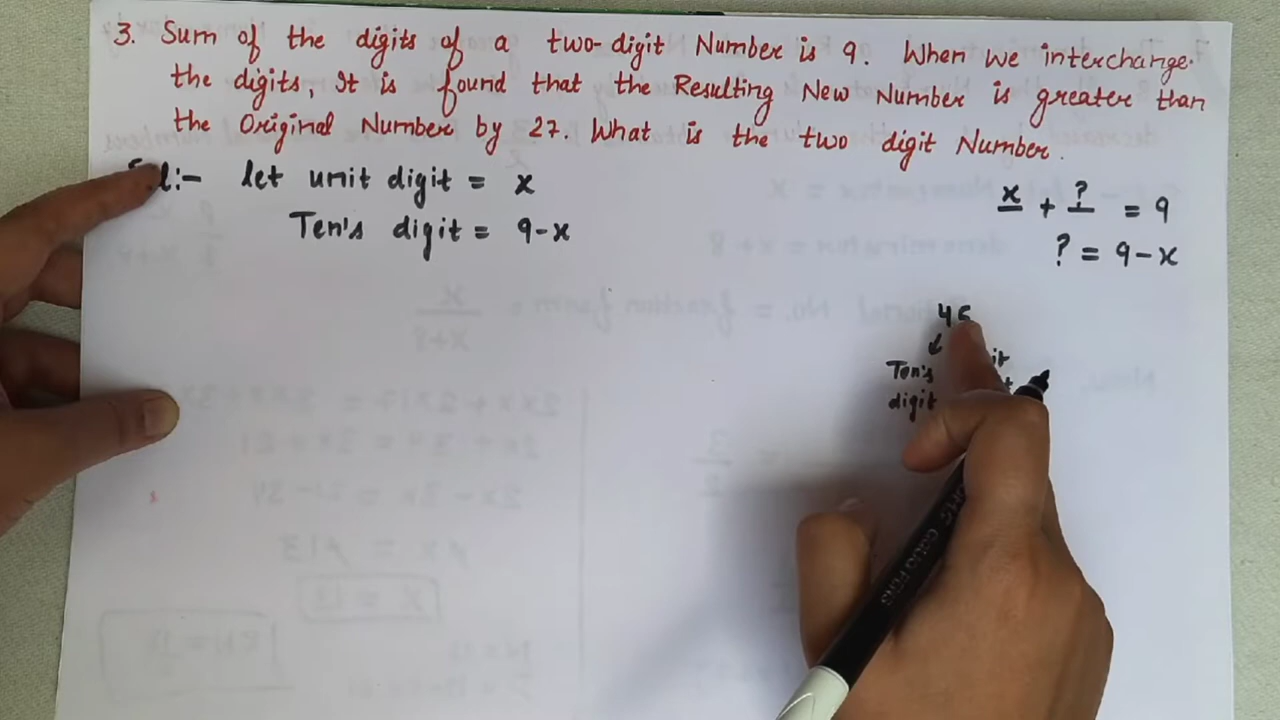 3. Sum of the digits of a two-digit Number is 9. When we interchange
the digits, It is found that the Resulting New Number is greater than
the Original Number by 27. What is the two digit Number.
:- let unit digit = x
Ten's digit = 9-x
x + ? = 9
? = 9-x
Ten's
digit